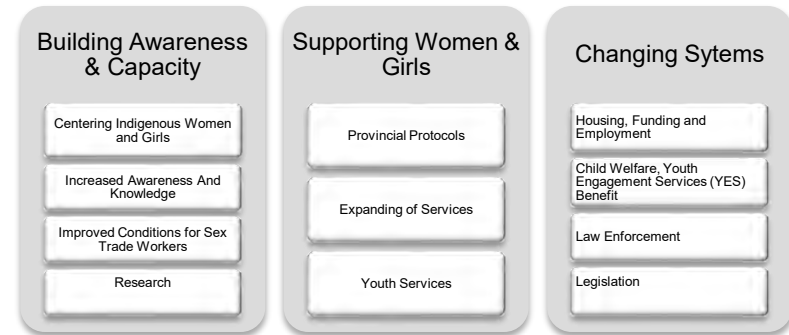 Building Awareness
& Capacity
Centering Indigenous Women
and Girls
Increased Awareness And
Knowledge
Improved Conditions for Sex
Trade Workers
Research
Supporting Women &
Girls
Provincial Protocols
Expanding of Services
Youth Services
Changing Sytems
Housing, Funding and
Employment
Child Welfare, Youth
Engagement Services (YES)
Benefit
Law Enforcement
Legislation